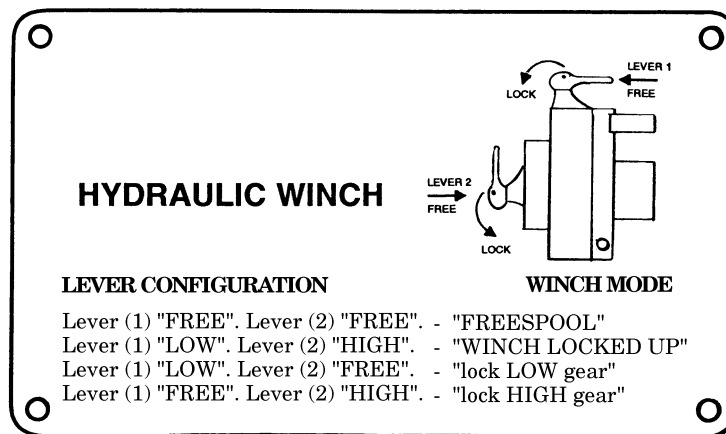 LEVER 1
LOCK
FREE
HYDRAULIC WINCH
LEVER 2
FREE
LOCK
LEVER CONFIGURATION WINCH MODE
Lever (1) "FREE". Lever (2) "FREE". - "FREESPOOL"
Lever (1) "LOW". Lever (2) "HIGH". - "WINCH LOCKED UP"
Lever (1) "LOW". Lever (2) "FREE". - "lock LOW gear"
Lever (1) "FREE". Lever (2) "HIGH". - "lock HIGH gear"